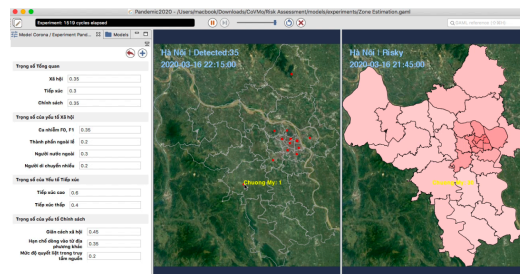 Pandemic2020 - /Users/macbook/Downloads/CoVMo/Risk Assessment/models/experiments/Zone Estimation.gaml
Experiment: 1519 cycles elapsed
Model Corona / Experiment Pand...
Models
Trọng số Tổng quan
Xã hội 0.35
Tiếp xúc 0.3
Chính sách 0.35
Trọng số của yếu tố Xã hội
Ca nhiễm F0, F1 0.35
Thành phần ngoài lề 0.2
Người nước ngoài 0.3
Người di chuyển nhiều 0.2
Trọng số của Yếu tố Tiếp xúc
Tiếp xúc cao 0.6
Tiếp xúc thấp 0.4
Trọng số của yếu tố Chính sách
Giãn cách xã hội 0.45
Hạn chế đông vào từ địa
phương khác 0.35
Mức độ quyết liệt trong truy
tầm nguồn 0.2
Hà Nội ! Detected:35
2020-03-16 22:15:00
Chuong My: 1
Hà Nội ! Risky
2020-03-16 21:45:00